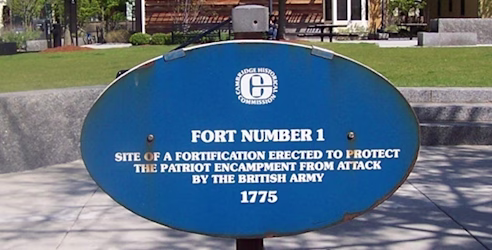 CAMBRIDGE HISTORICAL
COMMISSION
FORT NUMBER 1
SITE OF A FORTIFICATION ERECTED TO PROTECT
THE PATRIOT ENCAMPMENT FROM ATTACK
BY THE BRITISH ARMY
1775